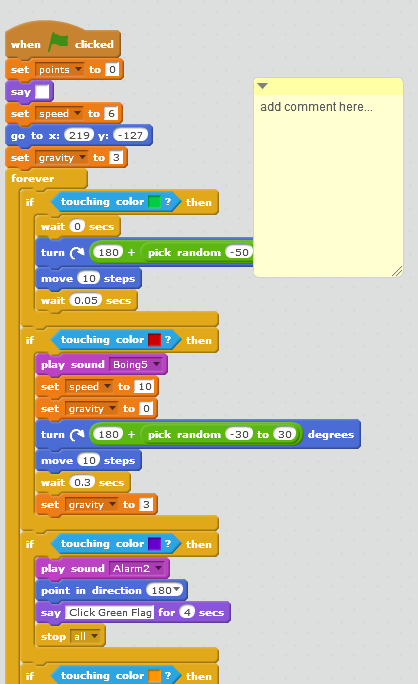 when clicked
set points to 0
say
set speed to 6
go to x: 219 y: -127
set gravity to 3
forever
if touching color ? then
wait 0 secs
turn 180 + pick random -50
move 10 steps
wait 0.05 secs
if touching color ? then
play sound Boing5
set speed to 10
set gravity to 0
turn 180 + pick random -30 to 30 degrees
move 10 steps
wait 0.3 secs
set gravity to 3
if touching color ? then
play sound Alarm2
point in direction 180
say Click Green Flag for 4 secs
stop all
if touching color ? then
add comment here...